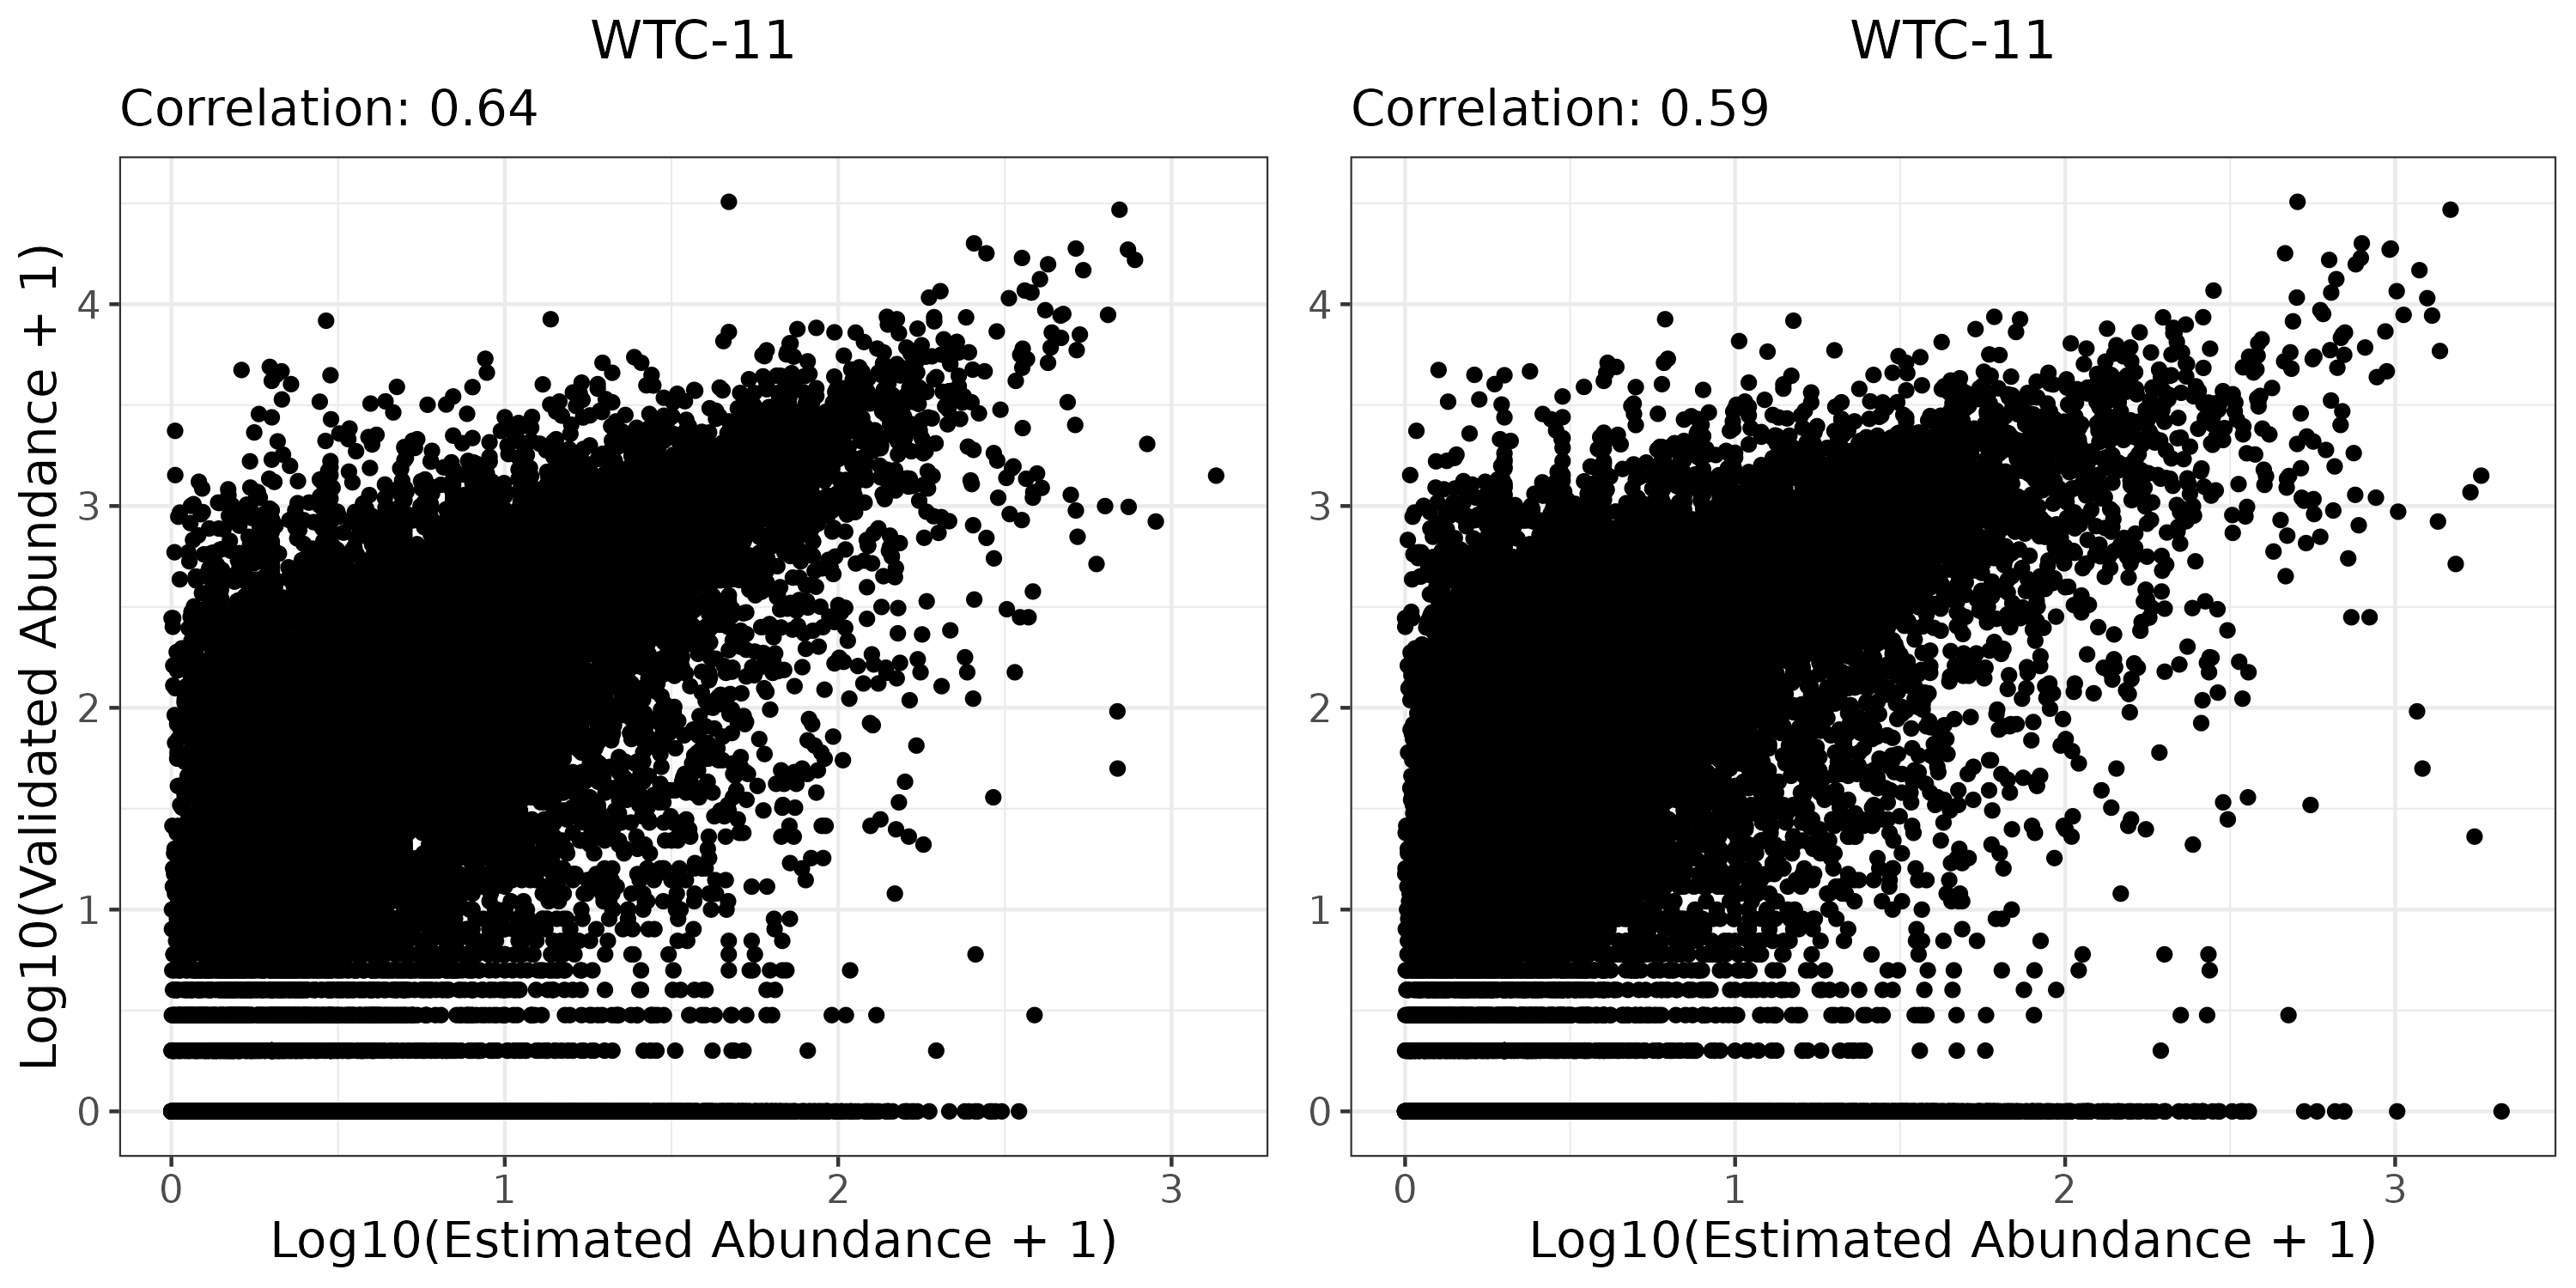 WTC-11
Correlation: 0.64
Log10(Validated Abundance + 1)
4
3
2
1
0
0 1 2 3
Log10(Estimated Abundance + 1)
WTC-11
Correlation: 0.59
4
3
2
1
0
0 1 2 3
Log10(Estimated Abundance + 1)